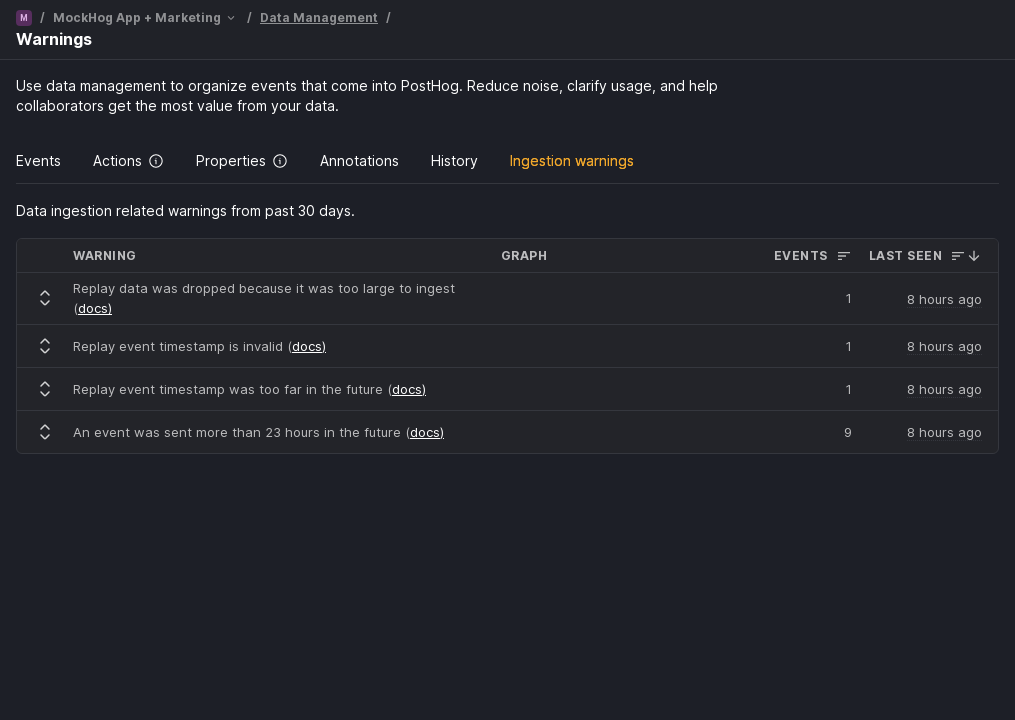 M / MockHog App + Marketing / Data Management /
Warnings
Use data management to organize events that come into PostHog. Reduce noise, clarify usage, and help
collaborators get the most value from your data.
Events Actions Properties Annotations History Ingestion warnings
Data ingestion related warnings from past 30 days.
WARNING GRAPH EVENTS LAST SEEN
Replay data was dropped because it was too large to ingest
(docs) 1 8 hours ago
Replay event timestamp is invalid (docs) 1 8 hours ago
Replay event timestamp was too far in the future (docs) 1 8 hours ago
An event was sent more than 23 hours in the future (docs) 9 8 hours ago